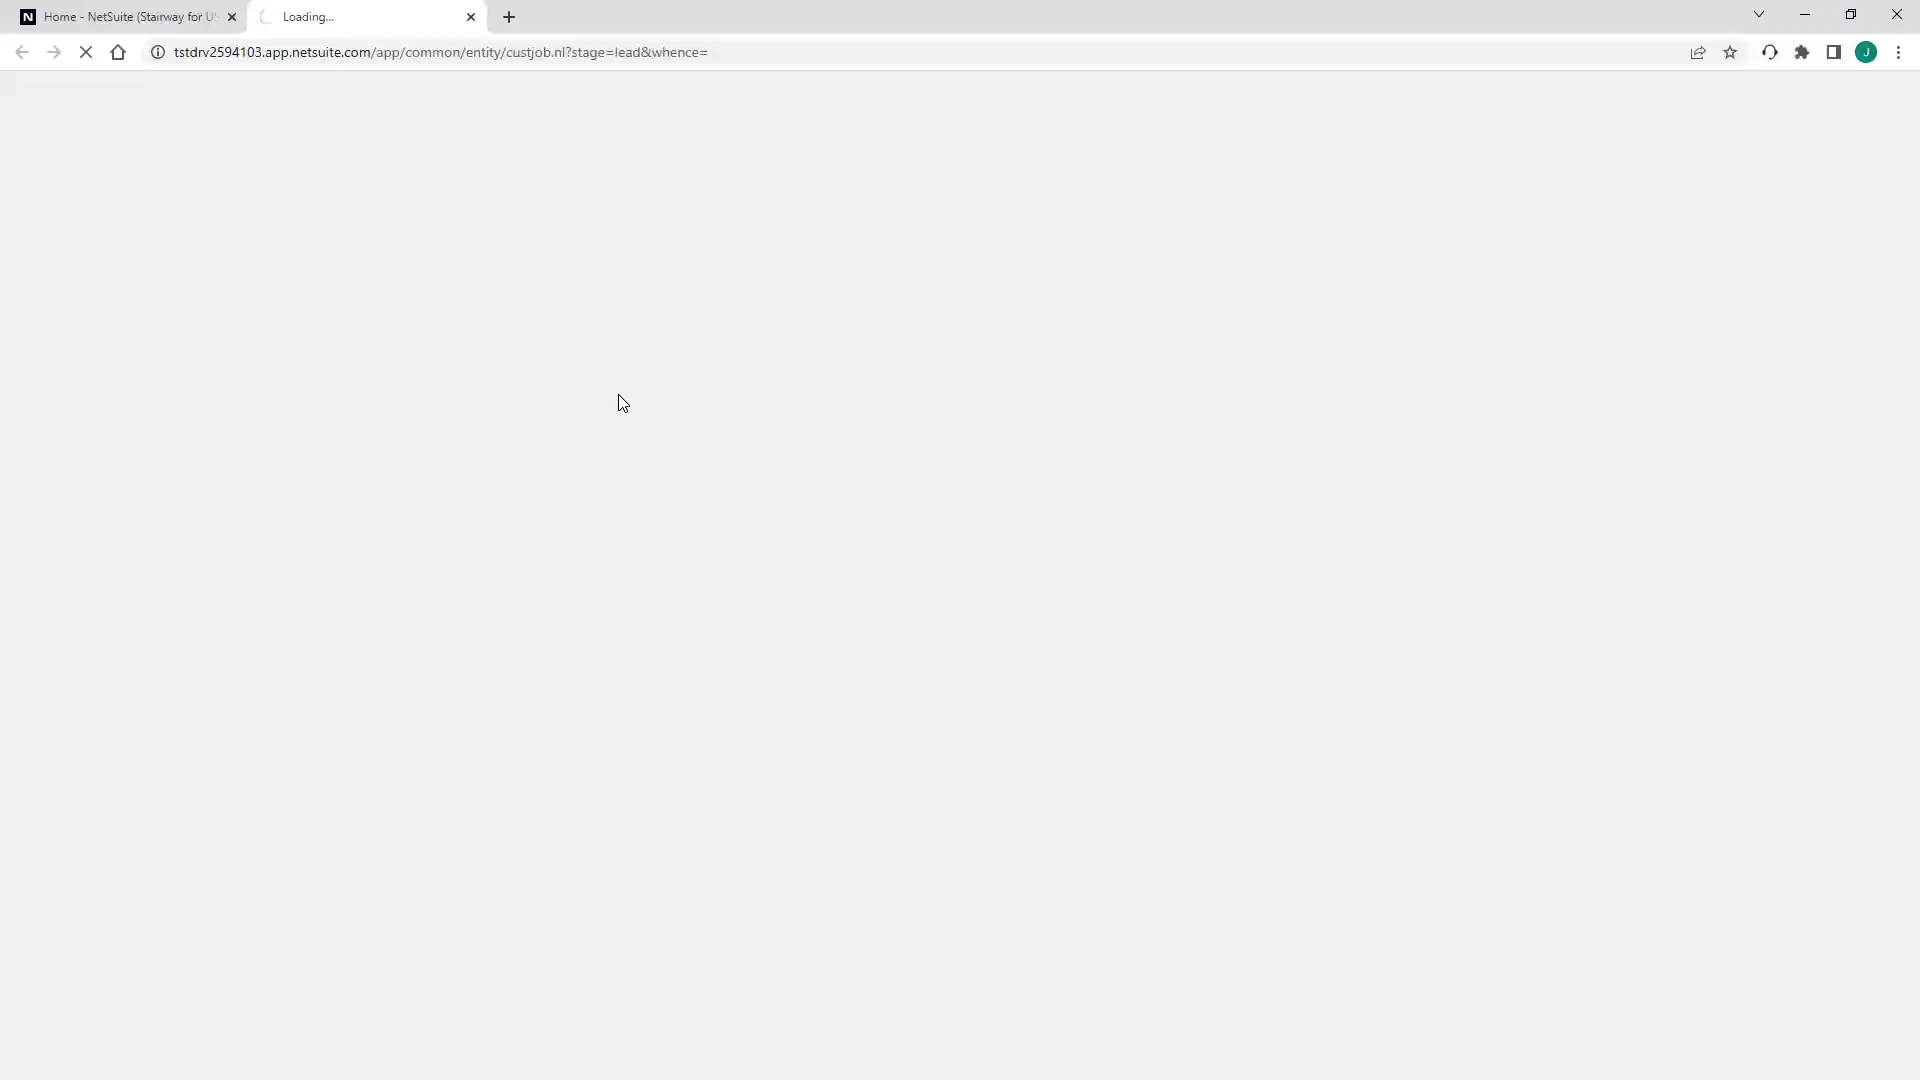 Home - NetSuite (Stairway for U
Loading...
tstdrv2594103.app.netsuite.com/app/common/entity/custjob.nl?stage=lead&whence=
J